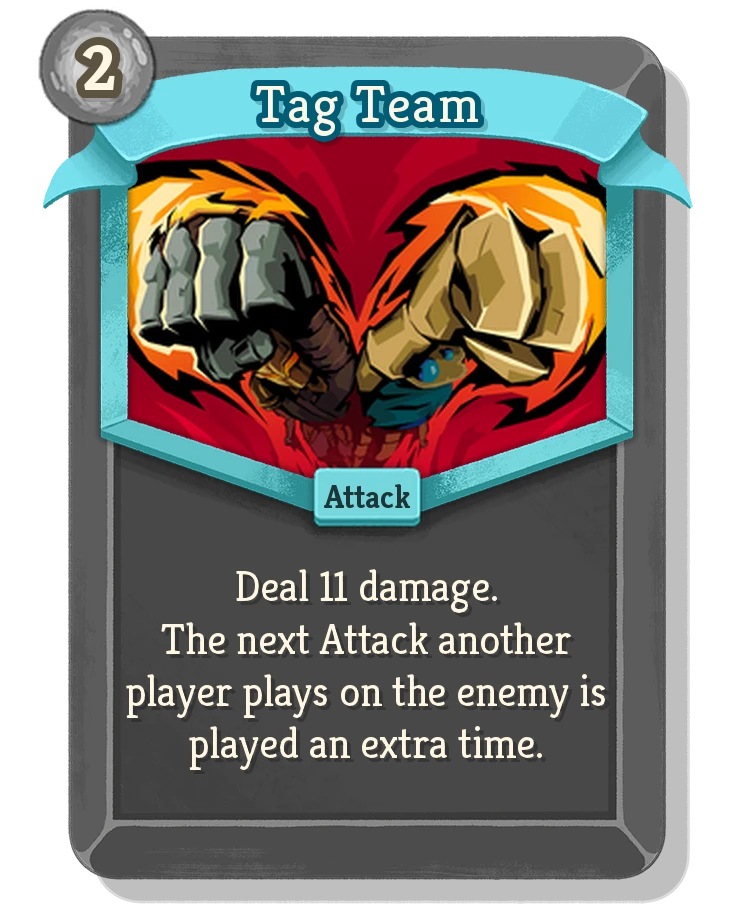 2
Tag Team
Attack
Deal 11 damage.
The next Attack another
player plays on the enemy is
played an extra time.